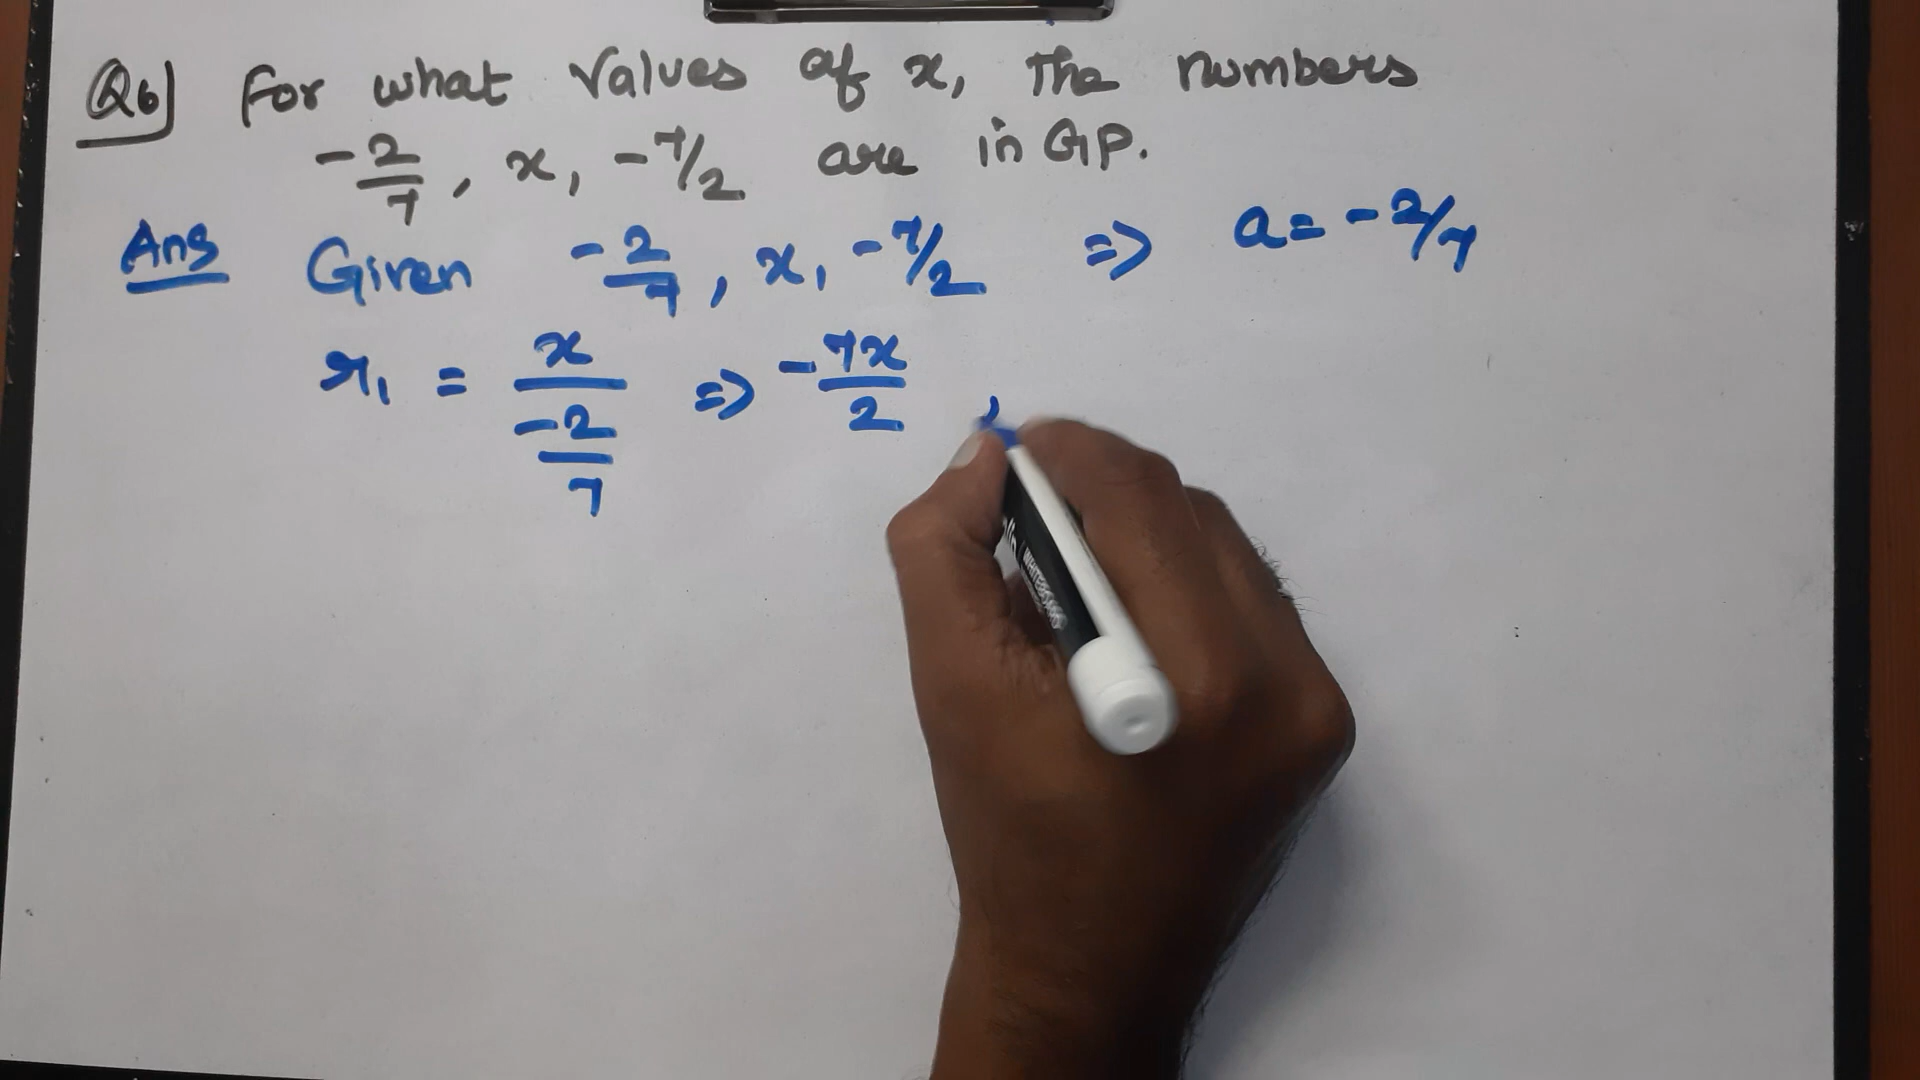 Q6) For what values of x, the numbers
-2/7, x, -7/2 are in GP.
Ans Given -2/7, x, -7/2 => a = -2/7
r₁ = x/(-2/7) => -7x/2 ,
WHITEBOARD